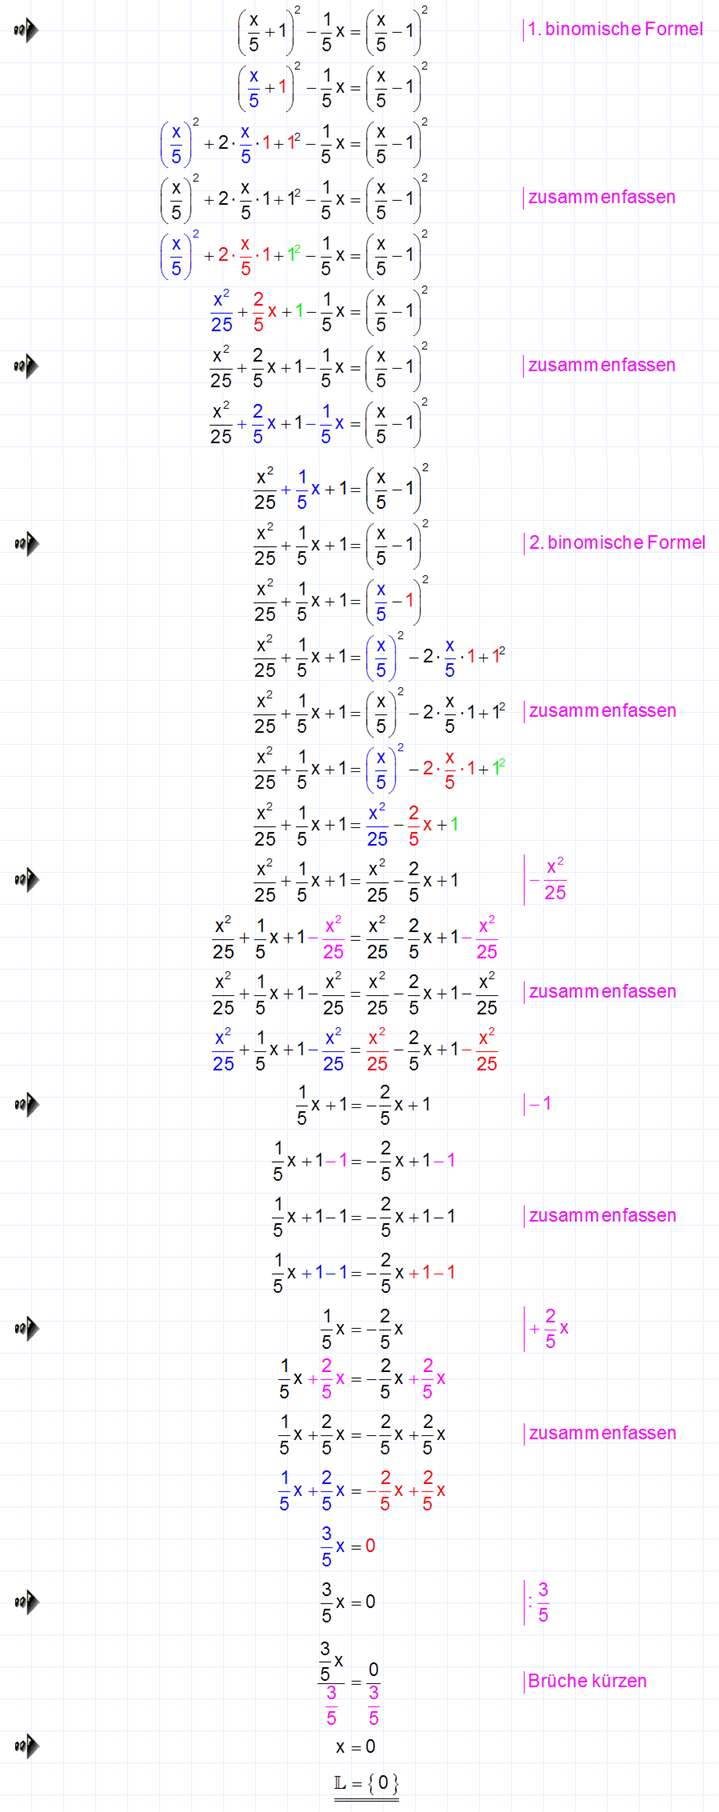 (x/5 + 1)² − 1/5 x = (x/5 − 1)² |1. binomische Formel
(x/5 + 1)² − 1/5 x = (x/5 − 1)²
(x/5)² + 2 · x/5 · 1 + 1² − 1/5 x = (x/5 − 1)²
(x/5)² + 2 · x/5 · 1 + 1² − 1/5 x = (x/5 − 1)² |zusammenfassen
(x/5)² + 2 · x/5 · 1 + 1² − 1/5 x = (x/5 − 1)²
x²/25 + 2/5 x + 1 − 1/5 x = (x/5 − 1)²
x²/25 + 2/5 x + 1 − 1/5 x = (x/5 − 1)² |zusammenfassen
x²/25 + 2/5 x + 1 − 1/5 x = (x/5 − 1)²
x²/25 + 1/5 x + 1 = (x/5 − 1)²
x²/25 + 1/5 x + 1 = (x/5 − 1)² |2. binomische Formel
x²/25 + 1/5 x + 1 = (x/5 − 1)²
x²/25 + 1/5 x + 1 = (x/5)² − 2 · x/5 · 1 + 1²
x²/25 + 1/5 x + 1 = (x/5)² − 2 · x/5 · 1 + 1² |zusammenfassen
x²/25 + 1/5 x + 1 = (x/5)² − 2 · x/5 · 1 + 1²
x²/25 + 1/5 x + 1 = x²/25 − 2/5 x + 1
x²/25 + 1/5 x + 1 = x²/25 − 2/5 x + 1 |− x²/25
x²/25 + 1/5 x + 1 − x²/25 = x²/25 − 2/5 x + 1 − x²/25
x²/25 + 1/5 x + 1 − x²/25 = x²/25 − 2/5 x + 1 − x²/25 |zusammenfassen
x²/25 + 1/5 x + 1 − x²/25 = x²/25 − 2/5 x + 1 − x²/25
1/5 x + 1 = − 2/5 x + 1 |−1
1/5 x + 1 − 1 = − 2/5 x + 1 − 1
1/5 x + 1 − 1 = − 2/5 x + 1 − 1 |zusammenfassen
1/5 x + 1 − 1 = − 2/5 x + 1 − 1
1/5 x = − 2/5 x |+ 2/5 x
1/5 x + 2/5 x = − 2/5 x + 2/5 x
1/5 x + 2/5 x = − 2/5 x + 2/5 x |zusammenfassen
1/5 x + 2/5 x = − 2/5 x + 2/5 x
3/5 x = 0
3/5 x = 0 |: 3/5
(3/5 x)/(3/5) = 0/(3/5) |Brüche kürzen
x = 0
𝕃 = {0}